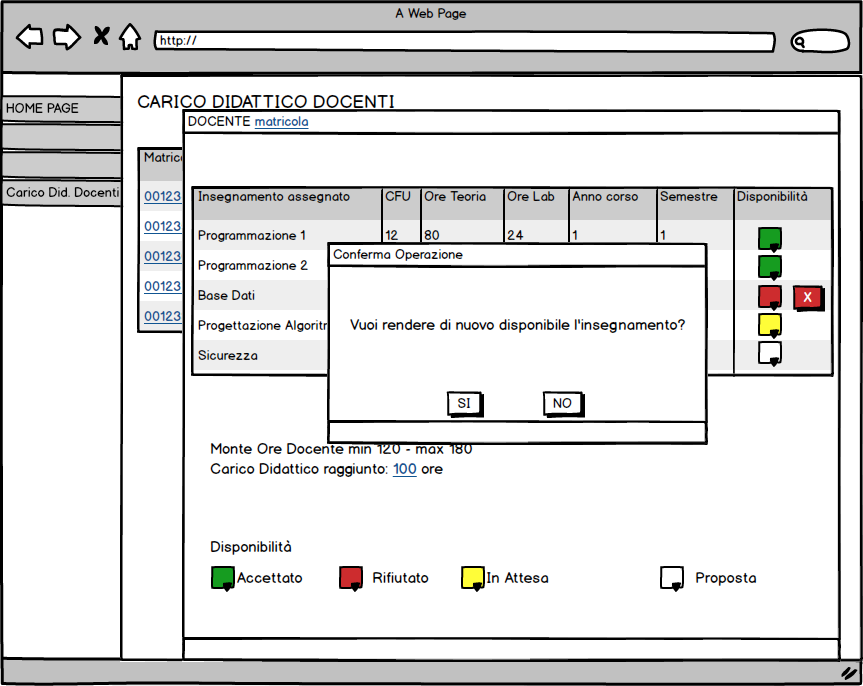 A Web Page
http://
HOME PAGE
Carico Did. Docenti
CARICO DIDATTICO DOCENTI
DOCENTE matricola
Matrico
00123
00123
00123
00123
00123
Insegnamento assegnato CFU Ore Teoria Ore Lab Anno corso Semestre Disponibilità
Programmazione 1 12 80 24 1 1
Programmazione 2
Base Dati X
Progettazione Algoritm
Sicurezza
Conferma Operazione
Vuoi rendere di nuovo disponibile l'insegnamento?
SI NO
Monte Ore Docente min 120 - max 180
Carico Didattico raggiunto: 100 ore
Disponibilità
Accettato Rifiutato In Attesa Proposta